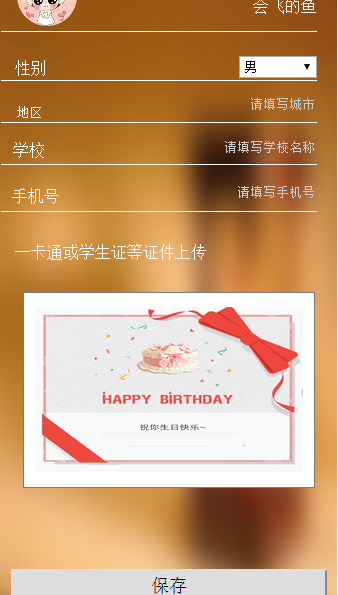 会飞的鱼
性别
男
地区
请填写城市
学校
请填写学校名称
手机号
请填写手机号
一卡通或学生证等证件上传
HAPPY BIRTHDAY
祝你生日快乐~
保存